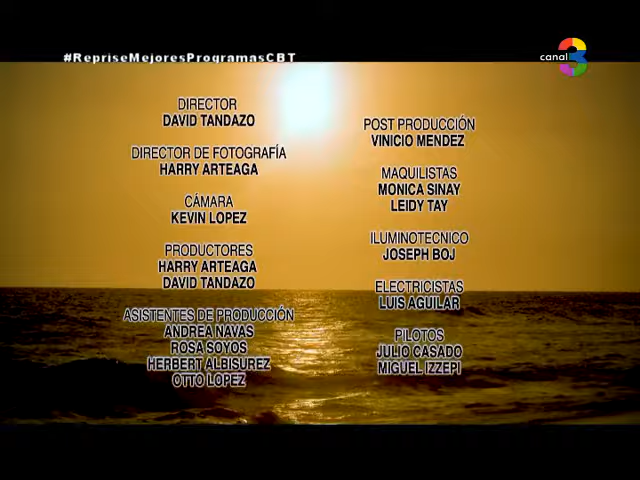 #RepriseMejoresProgramasCBT
canal 3
DIRECTOR
DAVID TANDAZO
DIRECTOR DE FOTOGRAFÍA
HARRY ARTEAGA
CÁMARA
KEVIN LOPEZ
PRODUCTORES
HARRY ARTEAGA
DAVID TANDAZO
ASISTENTES DE PRODUCCIÓN
ANDREA NAVAS
ROSA SOYOS
HERBERT ALBISUREZ
OTTO LOPEZ
POST PRODUCCIÓN
VINICIO MENDEZ
MAQUILISTAS
MONICA SINAY
LEIDY TAY
ILUMINOTECNICO
JOSEPH BOJ
ELECTRICISTAS
LUIS AGUILAR
PILOTOS
JULIO CASADO
MIGUEL IZZEPI